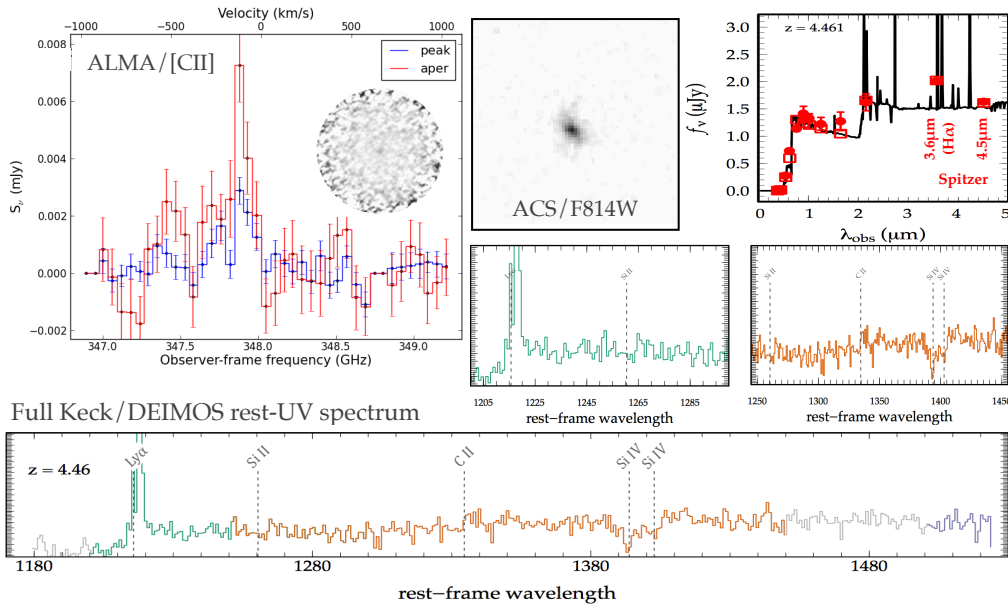 Velocity (km/s)
−1000 −500 0 500 1000
ALMA/[CII]
peak
aper
S_ν (mJy)
0.008
0.006
0.004
0.002
0.000
−0.002
347.0 347.5 348.0 348.5 349.0
Observer-frame frequency (GHz)
ACS/F814W
z = 4.461
f_ν (μJy)
3.0
2.5
2.0
1.5
1.0
0.5
0.0
3.6μm
(Hα)
4.5μm
Spitzer
0 1 2 3 4 5
λ_obs (μm)
Lyα
Si II
1205 1220 1240 1260 1280 1295
rest−frame wavelength
Si II
C II
Si IV
Si IV
1250 1300 1350 1400 1450
rest−frame wavelength
Full Keck/DEIMOS rest-UV spectrum
z = 4.46
Lyα
Si II
C II
Si IV
Si IV
1180 1280 1380 1480
rest−frame wavelength